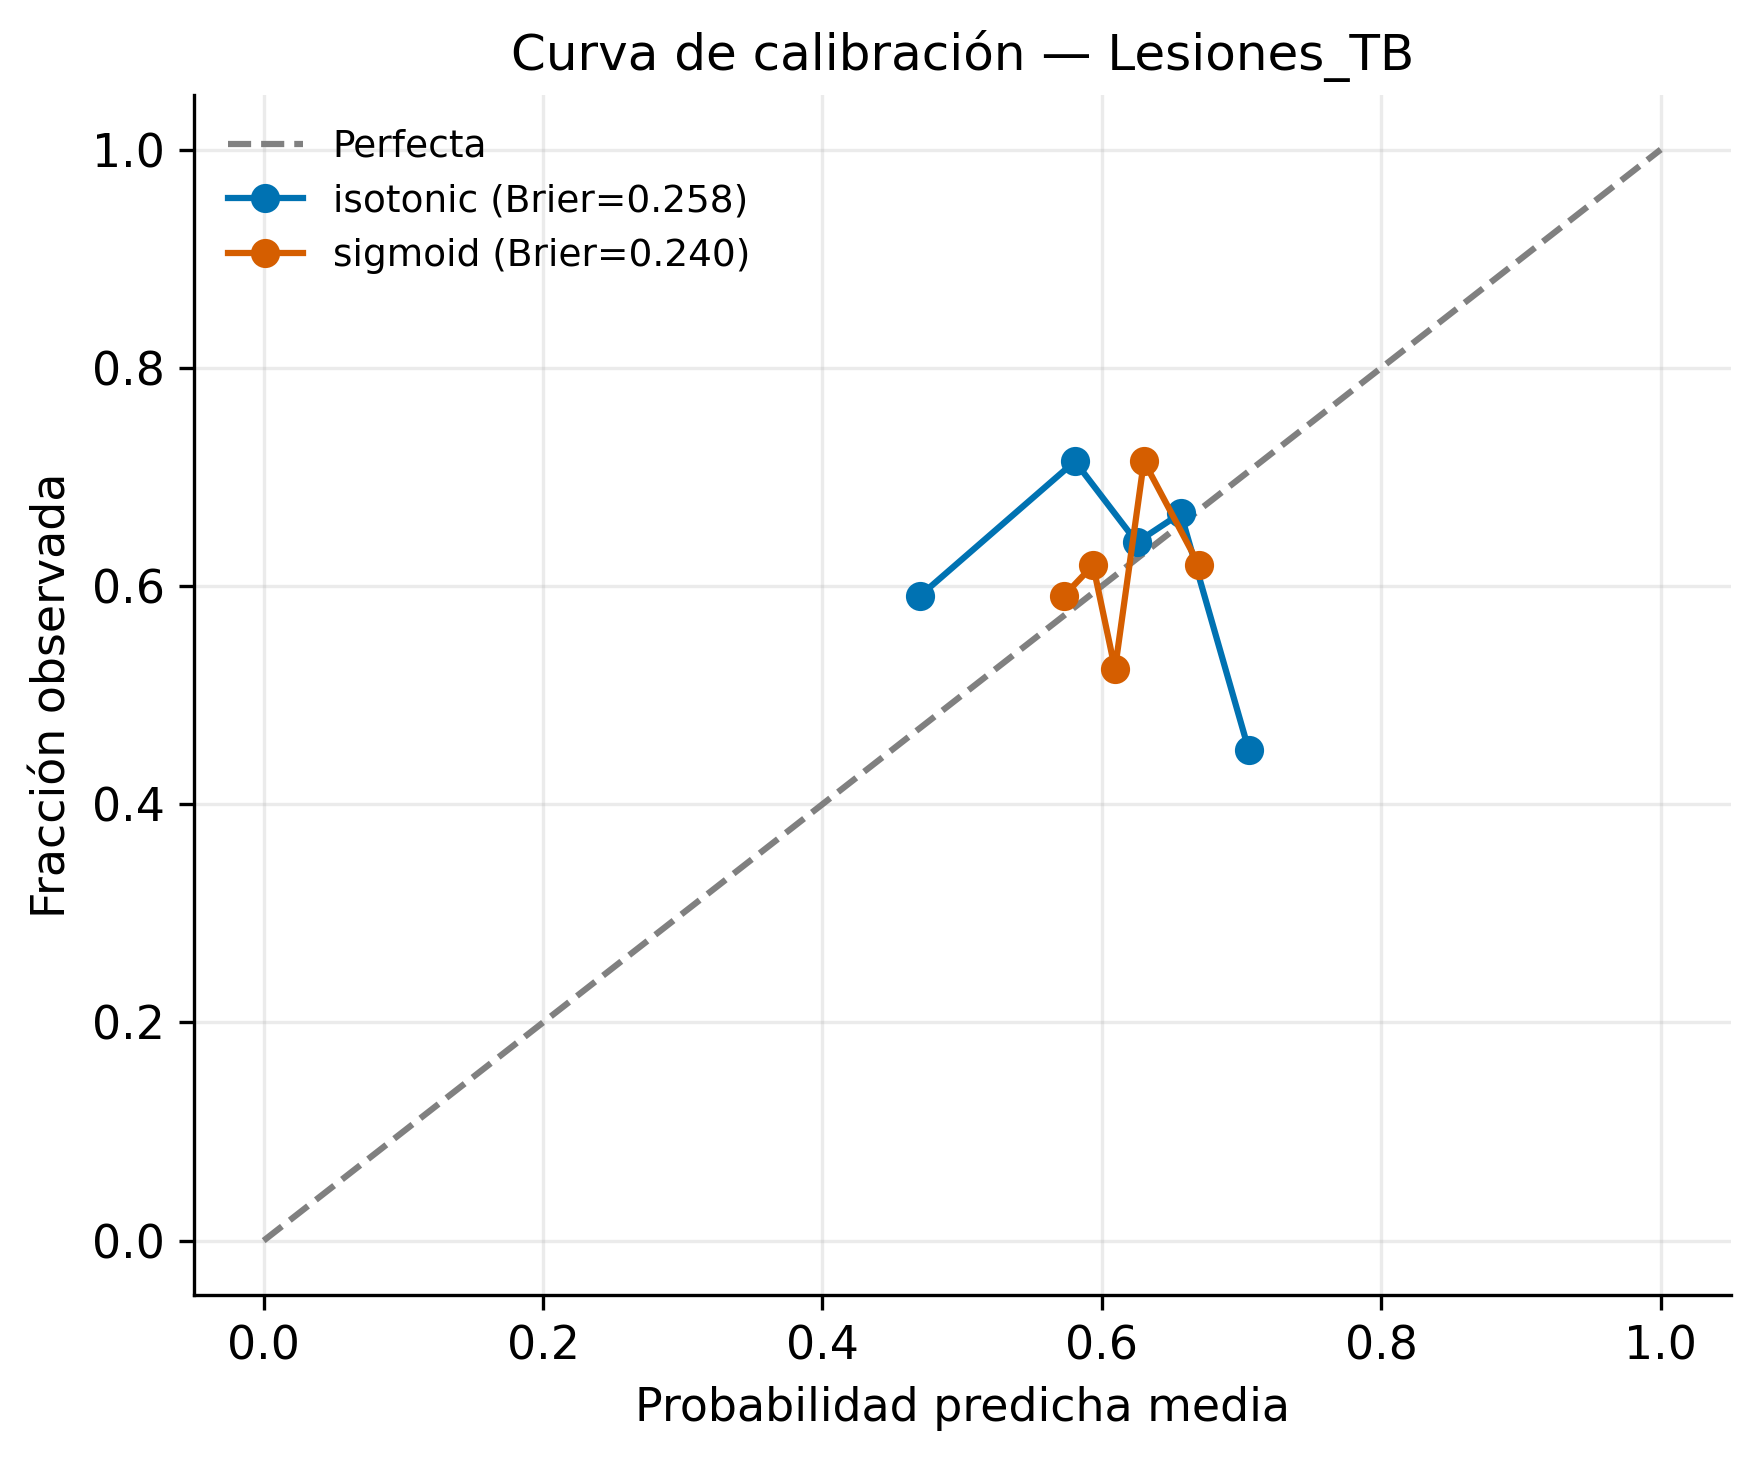 Curva de calibración — Lesiones_TB
Perfecta
isotonic (Brier=0.258)
sigmoid (Brier=0.240)
Fracción observada
1.0
0.8
0.6
0.4
0.2
0.0
0.0 0.2 0.4 0.6 0.8 1.0
Probabilidad predicha media